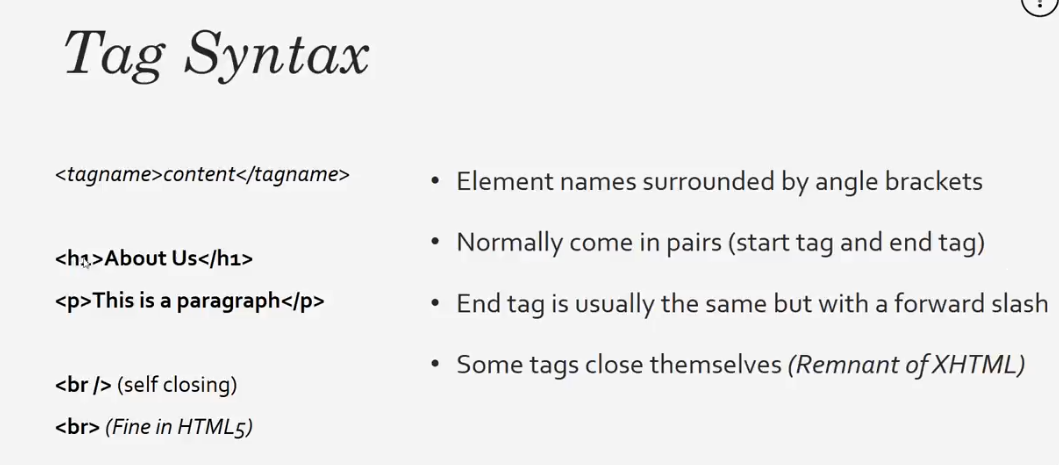 Tag Syntax
<tagname>content</tagname>
<h1>About Us</h1>
<p>This is a paragraph</p>
<br /> (self closing)
<br> (Fine in HTML5)
• Element names surrounded by angle brackets
• Normally come in pairs (start tag and end tag)
• End tag is usually the same but with a forward slash
• Some tags close themselves (Remnant of XHTML)